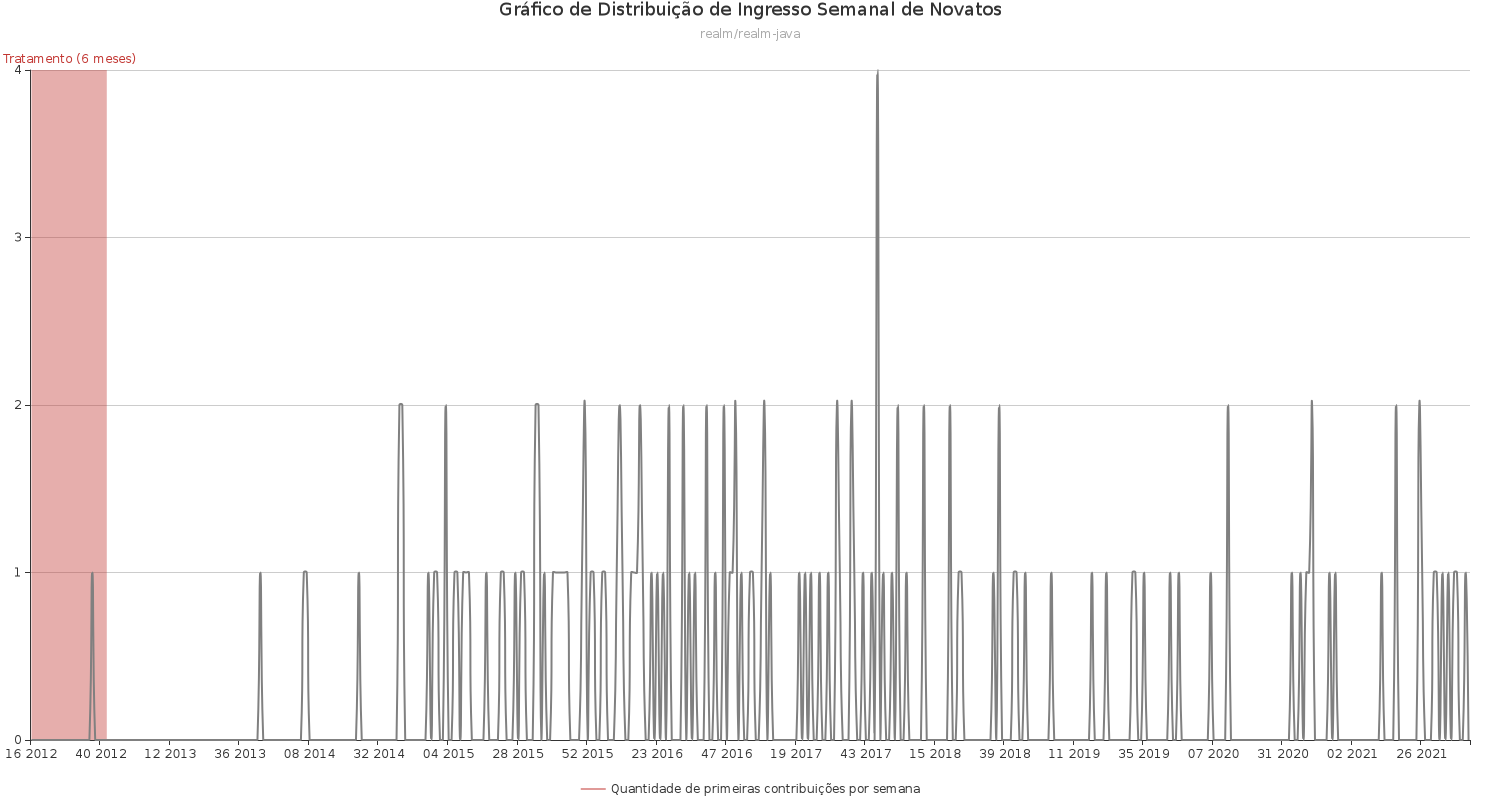 Gráfico de Distribuição de Ingresso Semanal de Novatos
realm/realm-java
Tratamento (6 meses)
4
3
2
1
0
16 2012 40 2012 12 2013 36 2013 08 2014 32 2014 04 2015 28 2015 52 2015 23 2016 47 2016 19 2017 43 2017 15 2018 39 2018 11 2019 35 2019 07 2020 31 2020 02 2021 26 2021
Quantidade de primeiras contribuições por semana